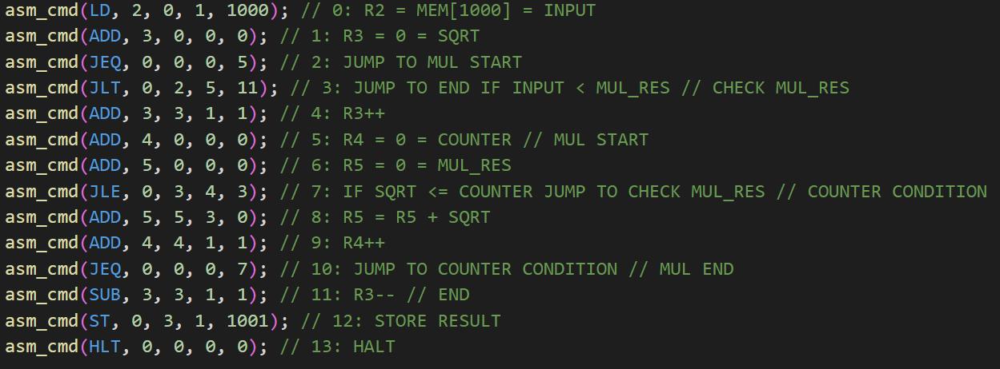 asm_cmd(LD, 2, 0, 1, 1000); // 0: R2 = MEM[1000] = INPUT
asm_cmd(ADD, 3, 0, 0, 0); // 1: R3 = 0 = SQRT
asm_cmd(JEQ, 0, 0, 0, 5); // 2: JUMP TO MUL START
asm_cmd(JLT, 0, 2, 5, 11); // 3: JUMP TO END IF INPUT < MUL_RES // CHECK MUL_RES
asm_cmd(ADD, 3, 3, 1, 1); // 4: R3++
asm_cmd(ADD, 4, 0, 0, 0); // 5: R4 = 0 = COUNTER // MUL START
asm_cmd(ADD, 5, 0, 0, 0); // 6: R5 = 0 = MUL_RES
asm_cmd(JLE, 0, 3, 4, 3); // 7: IF SQRT <= COUNTER JUMP TO CHECK MUL_RES // COUNTER CONDITION
asm_cmd(ADD, 5, 5, 3, 0); // 8: R5 = R5 + SQRT
asm_cmd(ADD, 4, 4, 1, 1); // 9: R4++
asm_cmd(JEQ, 0, 0, 0, 7); // 10: JUMP TO COUNTER CONDITION // MUL END
asm_cmd(SUB, 3, 3, 1, 1); // 11: R3-- // END
asm_cmd(ST, 0, 3, 1, 1001); // 12: STORE RESULT
asm_cmd(HLT, 0, 0, 0, 0); // 13: HALT